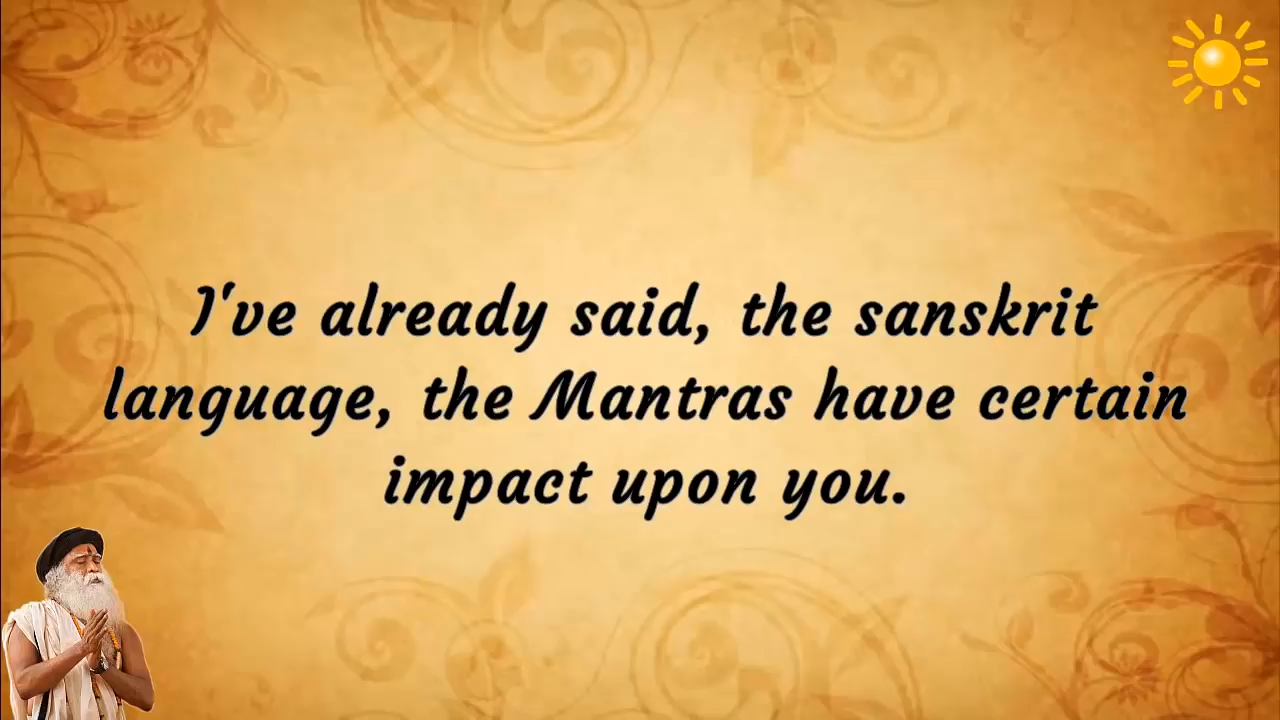 I've already said, the sanskrit
language, the Mantras have certain
impact upon you.